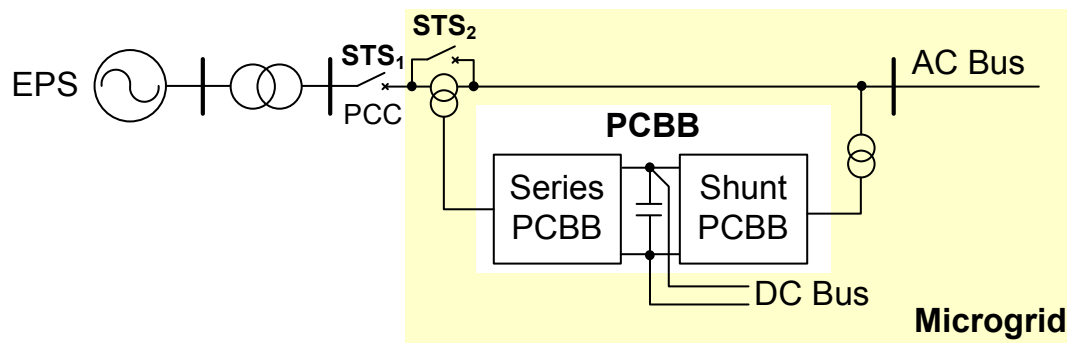 STS₂
STS₁
EPS
PCC
AC Bus
PCBB
Series
PCBB
Shunt
PCBB
DC Bus
Microgrid